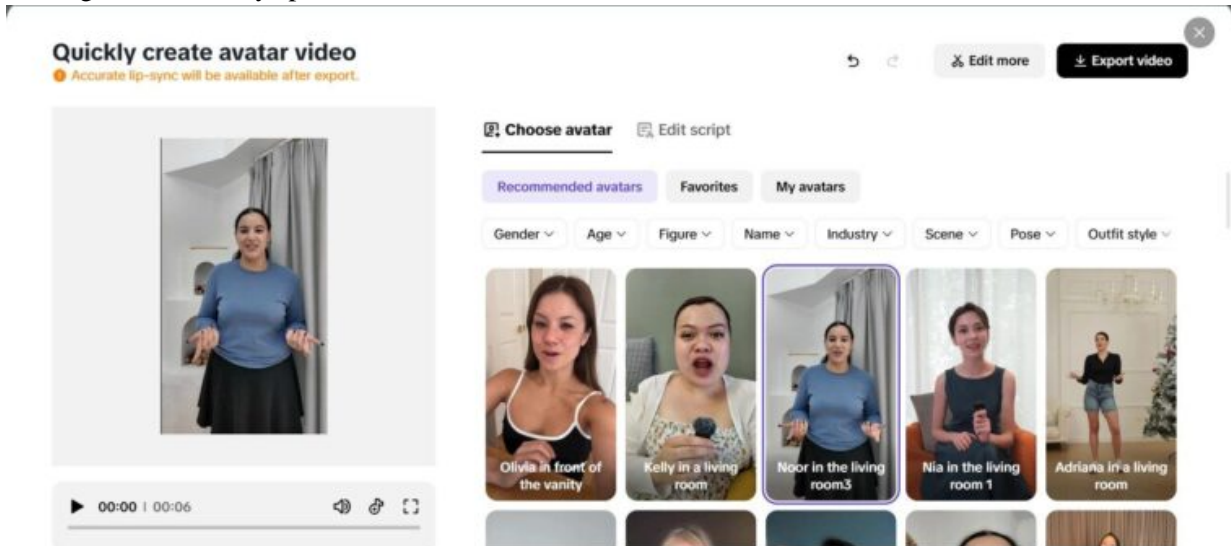 Quickly create avatar video
Accurate lip-sync will be available after export.
Edit more
Export video
Choose avatar
Edit script
Recommended avatars
Favorites
My avatars
Gender
Age
Figure
Name
Industry
Scene
Pose
Outfit style
Olivia in front of
the vanity
Kelly in a living
room
Noor in the living
room3
Nia in the living
room 1
Adriana in a living
room
00:00 | 00:06